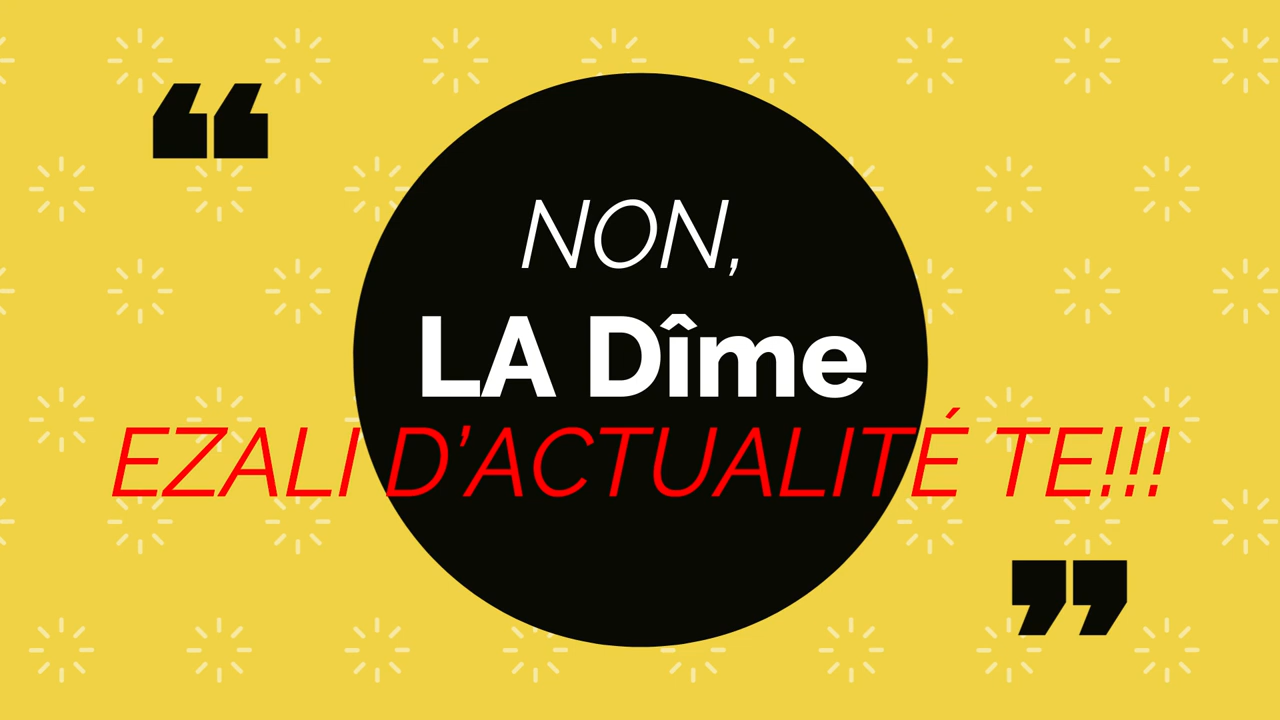 ❝
NON,
LA Dîme
EZALI D’ACTUALITÉ TE!!!
❞